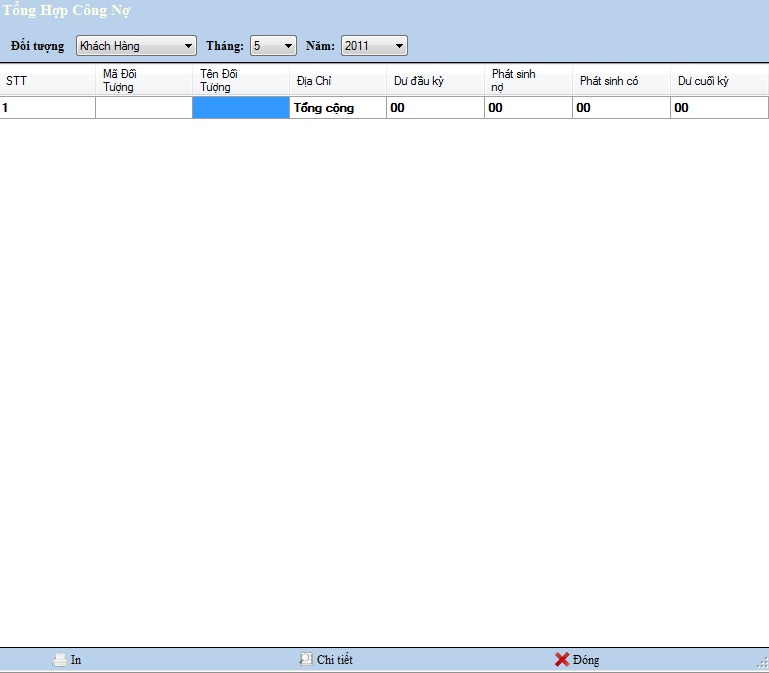 Tổng Hợp Công Nợ
Đối tượng Khách Hàng Tháng: 5 Năm: 2011
STT Mã Đối Tượng Tên Đối Tượng Địa Chỉ Dư đầu kỳ Phát sinh nợ Phát sinh có Dư cuối kỳ
1 Tổng cộng 00 00 00 00
In Chi tiết Đóng